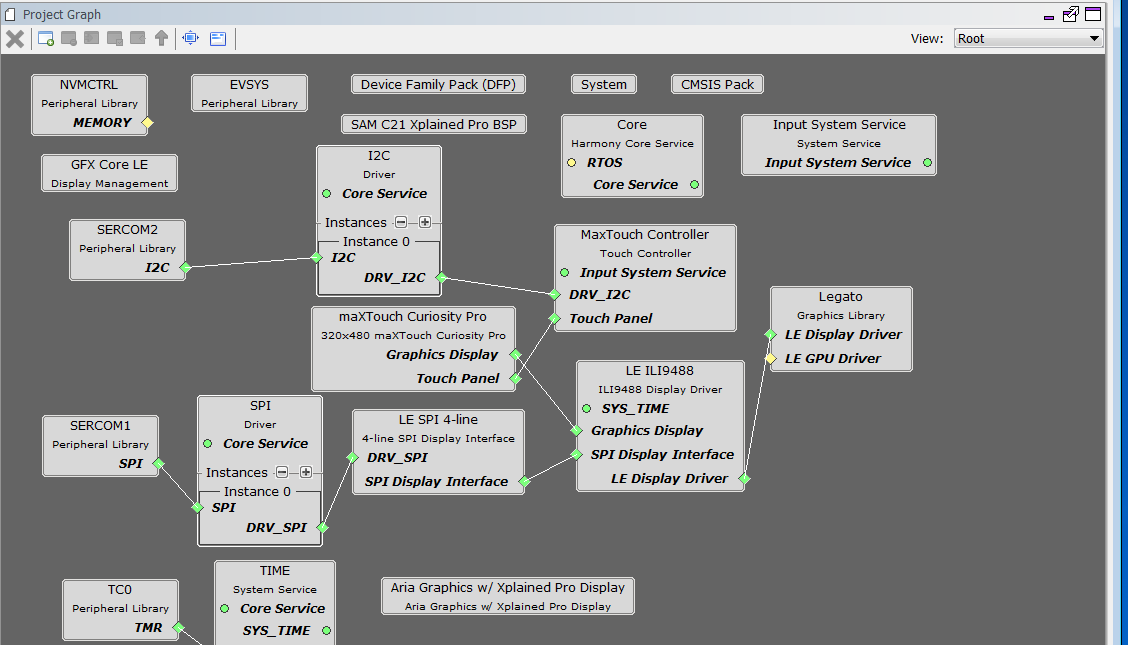 Project Graph
View: Root
NVMCTRL
Peripheral Library
MEMORY
EVSYS
Peripheral Library
Device Family Pack (DFP)
System
CMSIS Pack
SAM C21 Xplained Pro BSP
Core
Harmony Core Service
RTOS
Core Service
Input System Service
System Service
Input System Service
GFX Core LE
Display Management
I2C
Driver
Core Service
Instances
Instance 0
I2C
DRV_I2C
SERCOM2
Peripheral Library
I2C
MaxTouch Controller
Touch Controller
Input System Service
DRV_I2C
Touch Panel
maXTouch Curiosity Pro
320x480 maXTouch Curiosity Pro
Graphics Display
Touch Panel
Legato
Graphics Library
LE Display Driver
LE GPU Driver
LE ILI9488
ILI9488 Display Driver
SYS_TIME
Graphics Display
SPI Display Interface
LE Display Driver
SERCOM1
Peripheral Library
SPI
SPI
Driver
Core Service
Instances
Instance 0
SPI
DRV_SPI
LE SPI 4-line
4-line SPI Display Interface
DRV_SPI
SPI Display Interface
TC0
Peripheral Library
TMR
TIME
System Service
Core Service
SYS_TIME
Aria Graphics w/ Xplained Pro Display
Aria Graphics w/ Xplained Pro Display